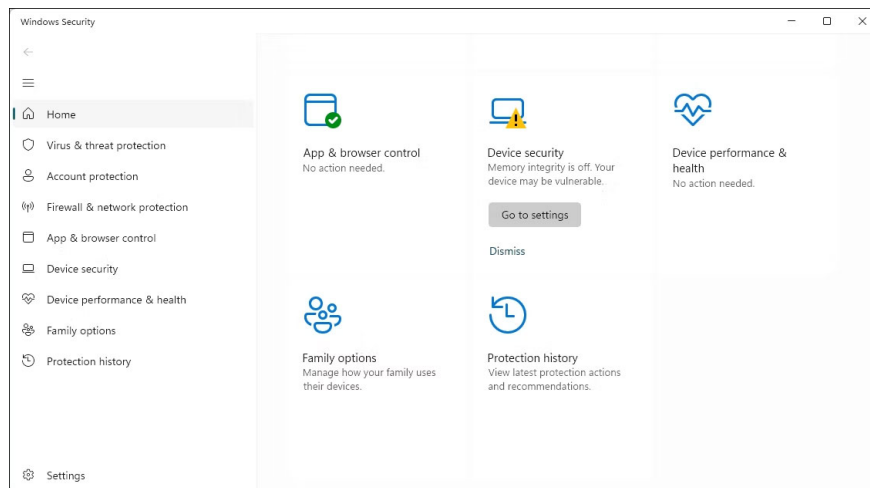 Windows Security
Home
Virus & threat protection
Account protection
Firewall & network protection
App & browser control
Device security
Device performance & health
Family options
Protection history
Settings
App & browser control
No action needed.
Device security
Memory integrity is off. Your
device may be vulnerable.
Go to settings
Dismiss
Device performance &
health
No action needed.
Family options
Manage how your family uses
their devices.
Protection history
View latest protection actions
and recommendations.